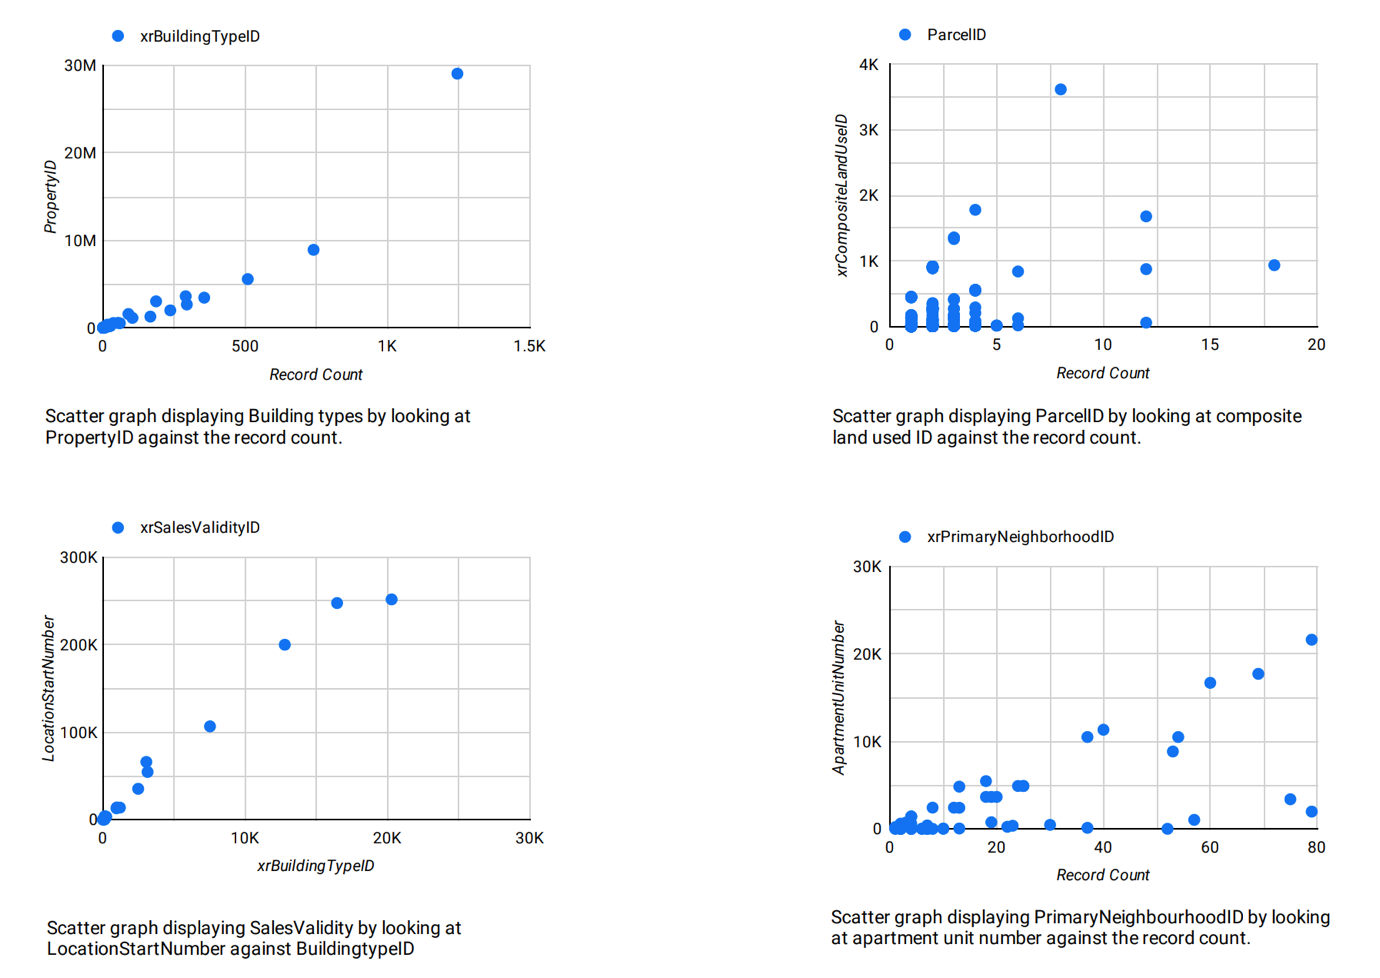 xrBuildingTypeID
30M
20M
10M
0
PropertyID
0 500 1K 1.5K
Record Count
Scatter graph displaying Building types by looking at
PropertyID against the record count.
ParcelID
4K
3K
2K
1K
0
xrCompositeLandUseID
0 5 10 15 20
Record Count
Scatter graph displaying ParcelID by looking at composite
land used ID against the record count.
xrSalesValidityID
300K
200K
100K
0
LocationStartNumber
0 10K 20K 30K
xrBuildingTypeID
Scatter graph displaying SalesValidity by looking at
LocationStartNumber against BuildingtypeID
xrPrimaryNeighborhoodID
30K
20K
10K
0
ApartmentUnitNumber
0 20 40 60 80
Record Count
Scatter graph displaying PrimaryNeighbourhoodID by looking
at apartment unit number against the record count.